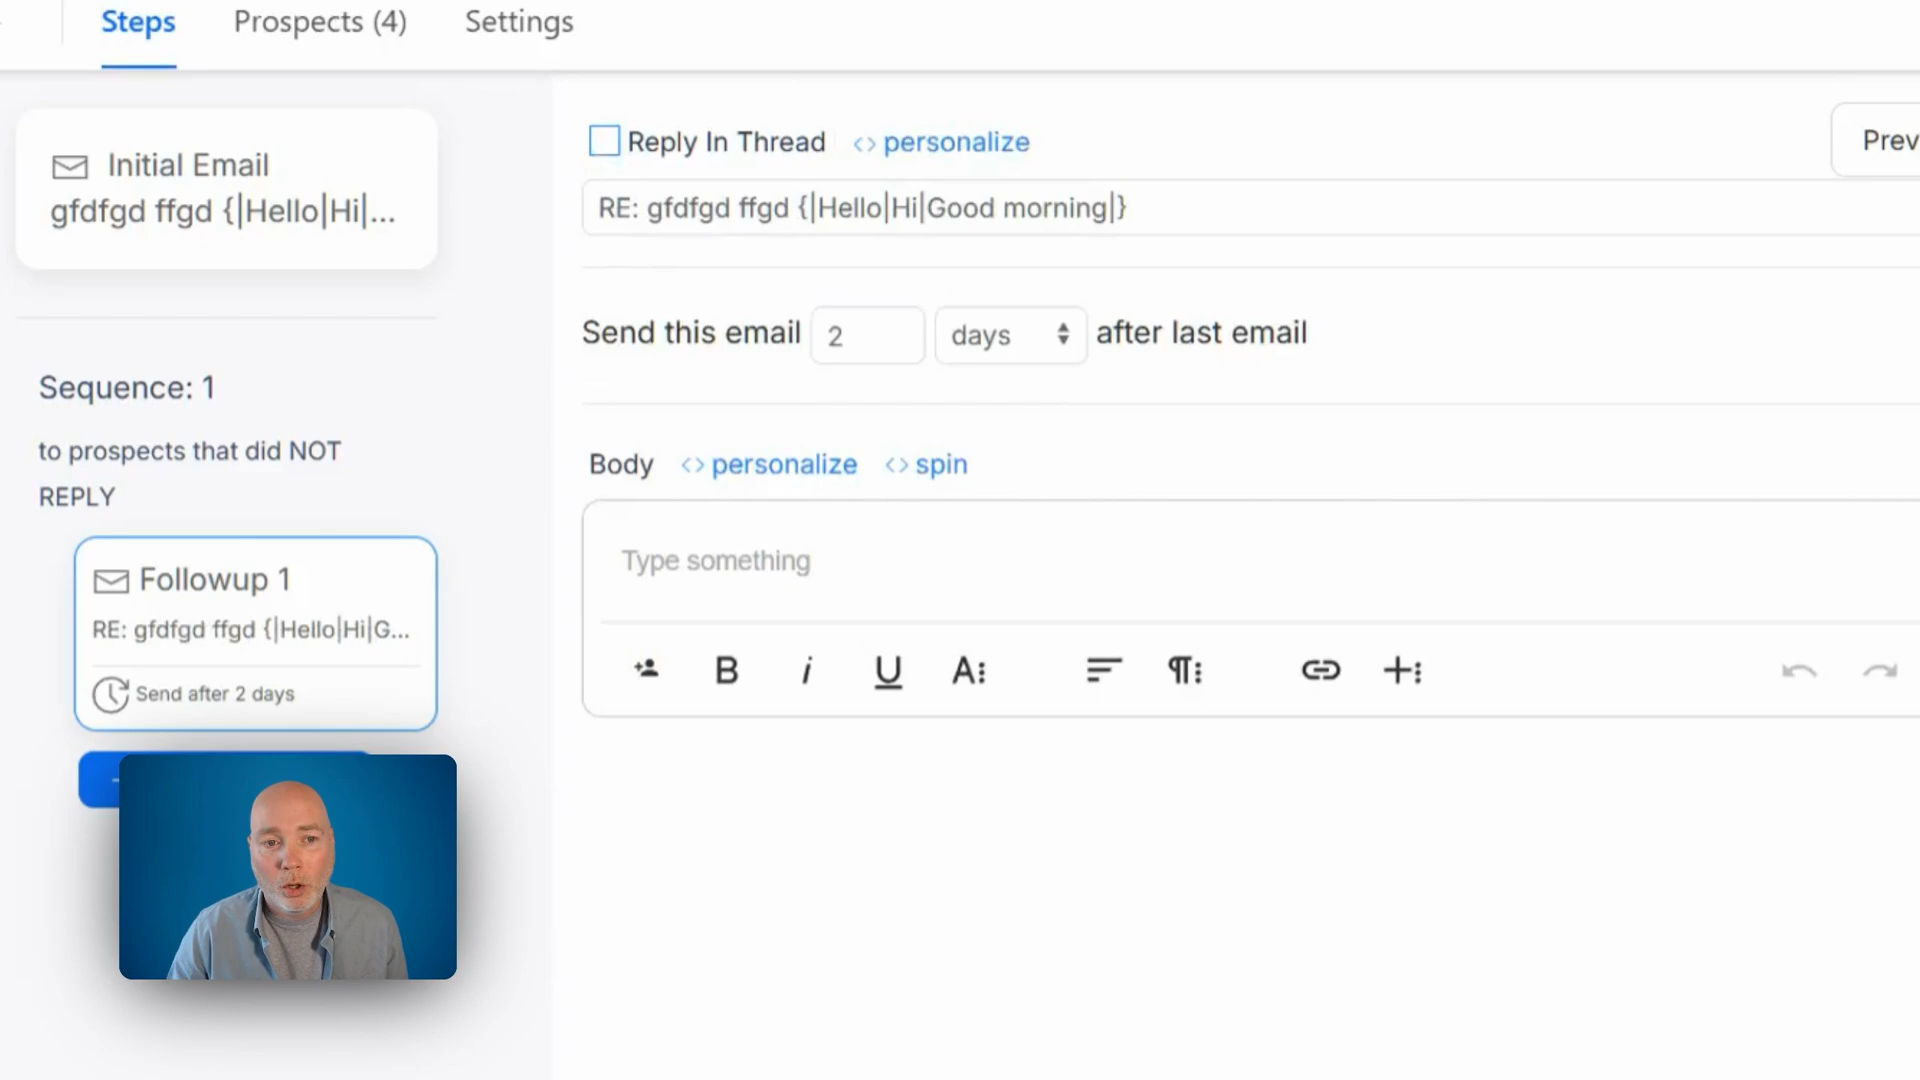 Steps Prospects (4) Settings
Initial Email
gfdfgd ffgd {|Hello|Hi|...
Sequence: 1
to prospects that did NOT
REPLY
Followup 1
RE: gfdfgd ffgd {|Hello|Hi|G...
Send after 2 days
Reply In Thread <> personalize
Prev
RE: gfdfgd ffgd {|Hello|Hi|Good morning|}
Send this email 2 days after last email
Body <> personalize <> spin
Type something